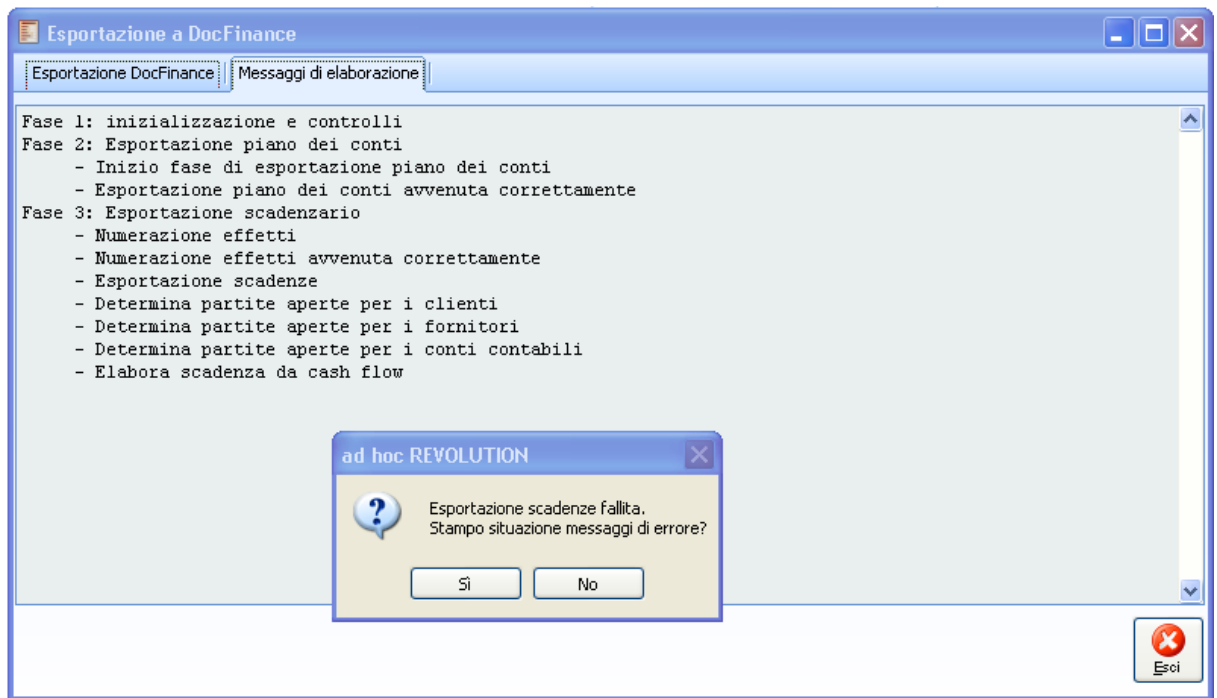 Esportazione a DocFinance
Esportazione DocFinance
Messaggi di elaborazione
Fase 1: inizializzazione e controlli
Fase 2: Esportazione piano dei conti
- Inizio fase di esportazione piano dei conti
- Esportazione piano dei conti avvenuta correttamente
Fase 3: Esportazione scadenzario
- Numerazione effetti
- Numerazione effetti avvenuta correttamente
- Esportazione scadenze
- Determina partite aperte per i clienti
- Determina partite aperte per i fornitori
- Determina partite aperte per i conti contabili
- Elabora scadenza da cash flow
ad hoc REVOLUTION
Esportazione scadenze fallita.
Stampo situazione messaggi di errore?
Sì
No
Esci